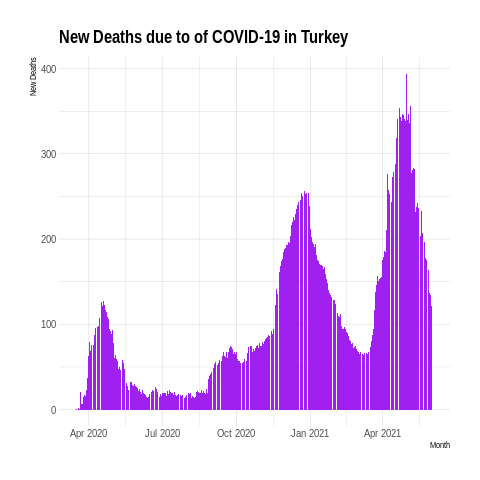 New Deaths due to of COVID-19 in Turkey
New Deaths
400
300
200
100
0
Apr 2020 Jul 2020 Oct 2020 Jan 2021 Apr 2021
Month